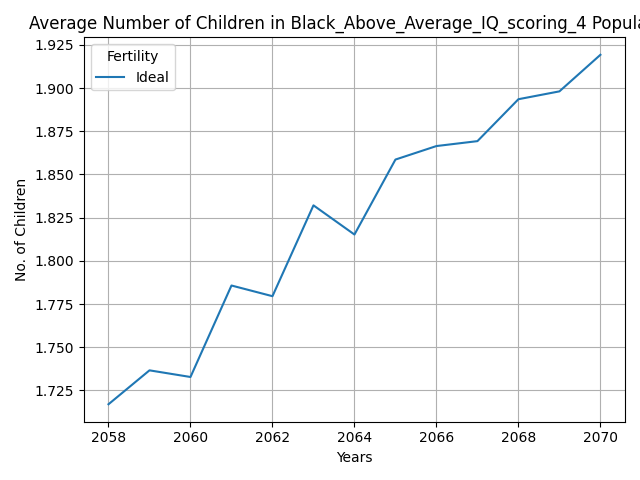 Average Number of Children in Black_Above_Average_IQ_scoring_4 Popula
Fertility
Ideal
1.925
1.900
1.875
1.850
1.825
1.800
1.775
1.750
1.725
No. of Children
2058 2060 2062 2064 2066 2068 2070
Years